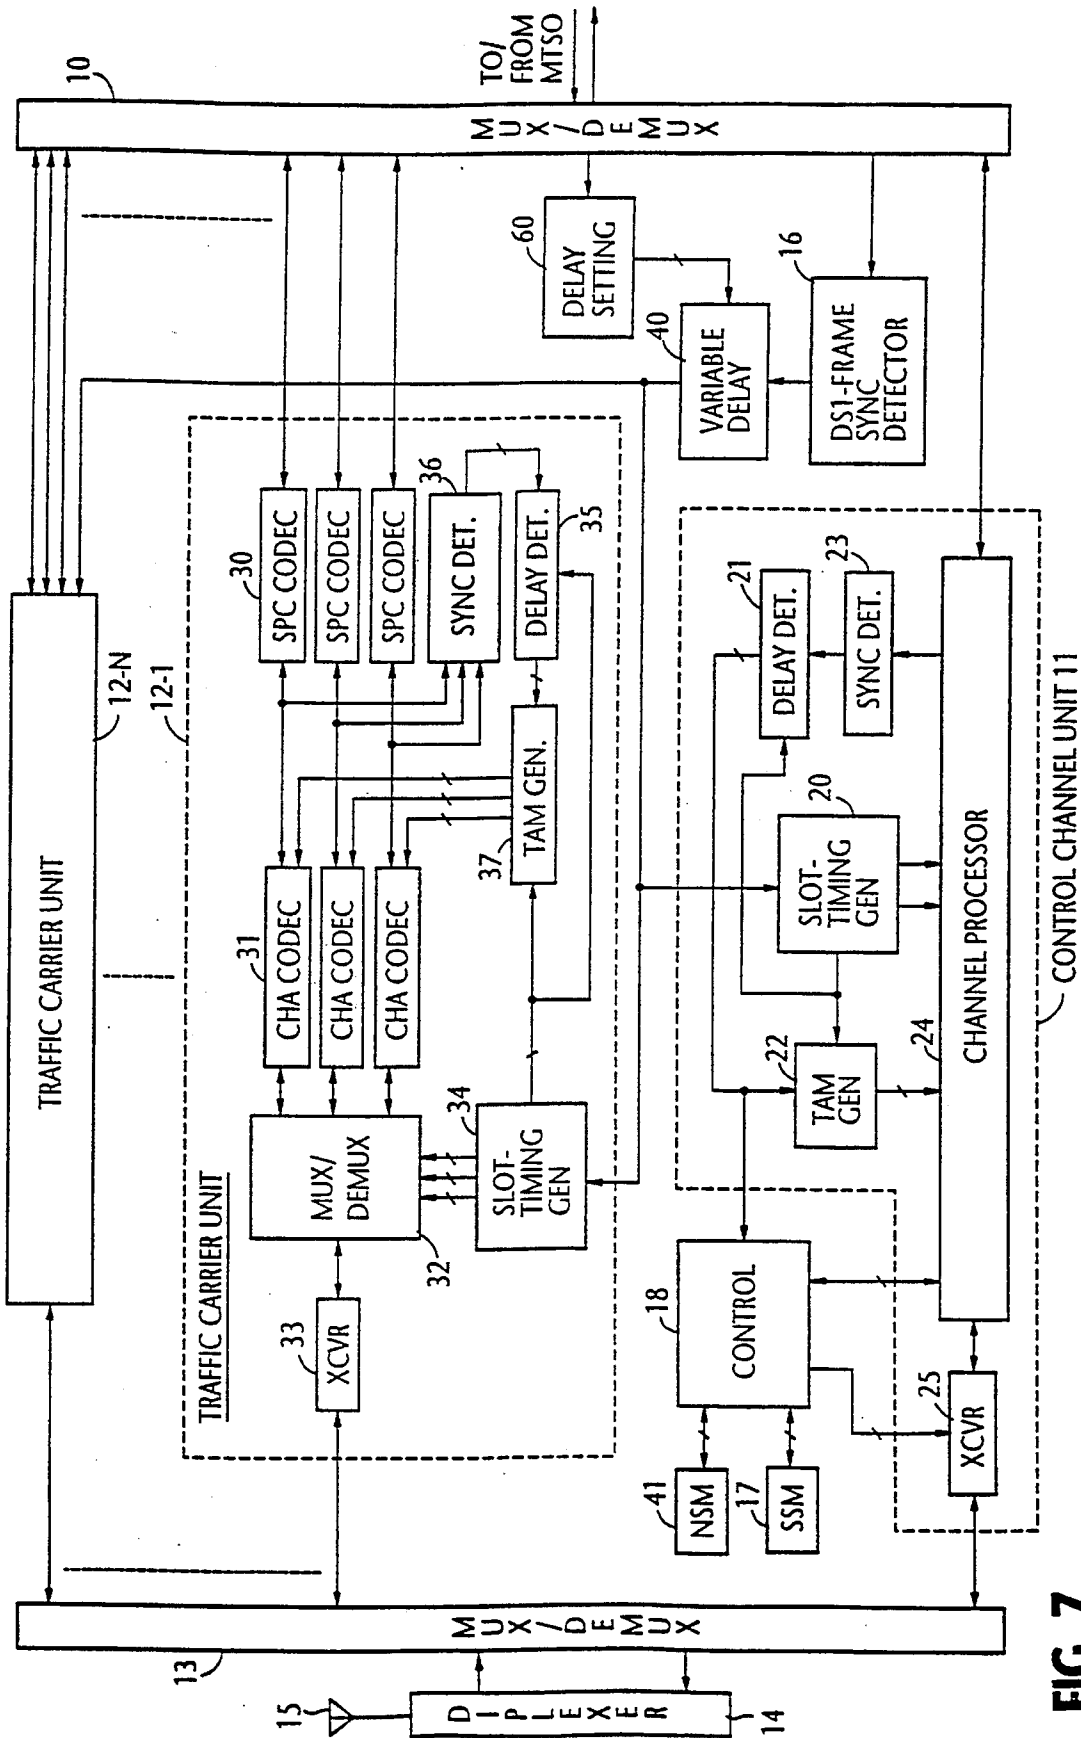 TO/
FROM
MTSO
10
MUX/DEMUX
TRAFFIC CARRIER UNIT
12-N
12-1
TRAFFIC CARRIER UNIT
30
SPC CODEC
SPC CODEC
SPC CODEC
36
SYNC DET.
DELAY DET.
35
31
CHA CODEC
CHA CODEC
CHA CODEC
TAM GEN.
37
MUX/
DEMUX
32
34
SLOT-
TIMING
GEN
33
XCVR
60
DELAY
SETTING
40
VARIABLE
DELAY
16
DS1-FRAME
SYNC
DETECTOR
21
DELAY DET.
23
SYNC DET.
20
SLOT-
TIMING
GEN
22
TAM
GEN
24
CHANNEL PROCESSOR
CONTROL CHANNEL UNIT 11
18
CONTROL
41
NSM
17
SSM
25
XCVR
13
MUX/DEMUX
15
DIPLEXER
14
FIG. 7